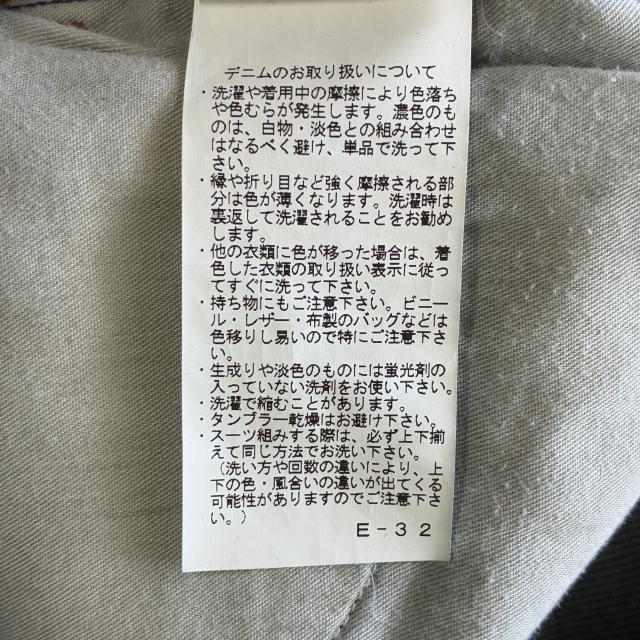 デニムのお取り扱いについて
・洗濯や着用中の摩擦により色落ち
や色むらが発生します。濃色のも
のは、白物・淡色との組み合わせ
はなるべく避け、単品で洗って下
さい。
・縁や折り目など強く摩擦される部
分は色が薄くなります。洗濯時は
裏返して洗濯されることをお勧め
します。
・他の衣類に色が移った場合は、着
色した衣類の取り扱い表示に従っ
てすぐに洗って下さい。
・持ち物にもご注意下さい。ビニー
ル・レザー・布製のバッグなどは
色移りし易いので特にご注意下さ
い。
・生成りや淡色のものには蛍光剤の
入っていない洗剤をお使い下さい。
・洗濯で縮むことがあります。
・タンブラー乾燥はお避け下さい。
・スーツ組みする際は、必ず上下揃
えて同じ方法でお洗い下さい。
（洗い方や回数の違いにより、上
下の色・風合いの違いが出てくる
可能性がありますのでご注意下さ
い。）
E-32